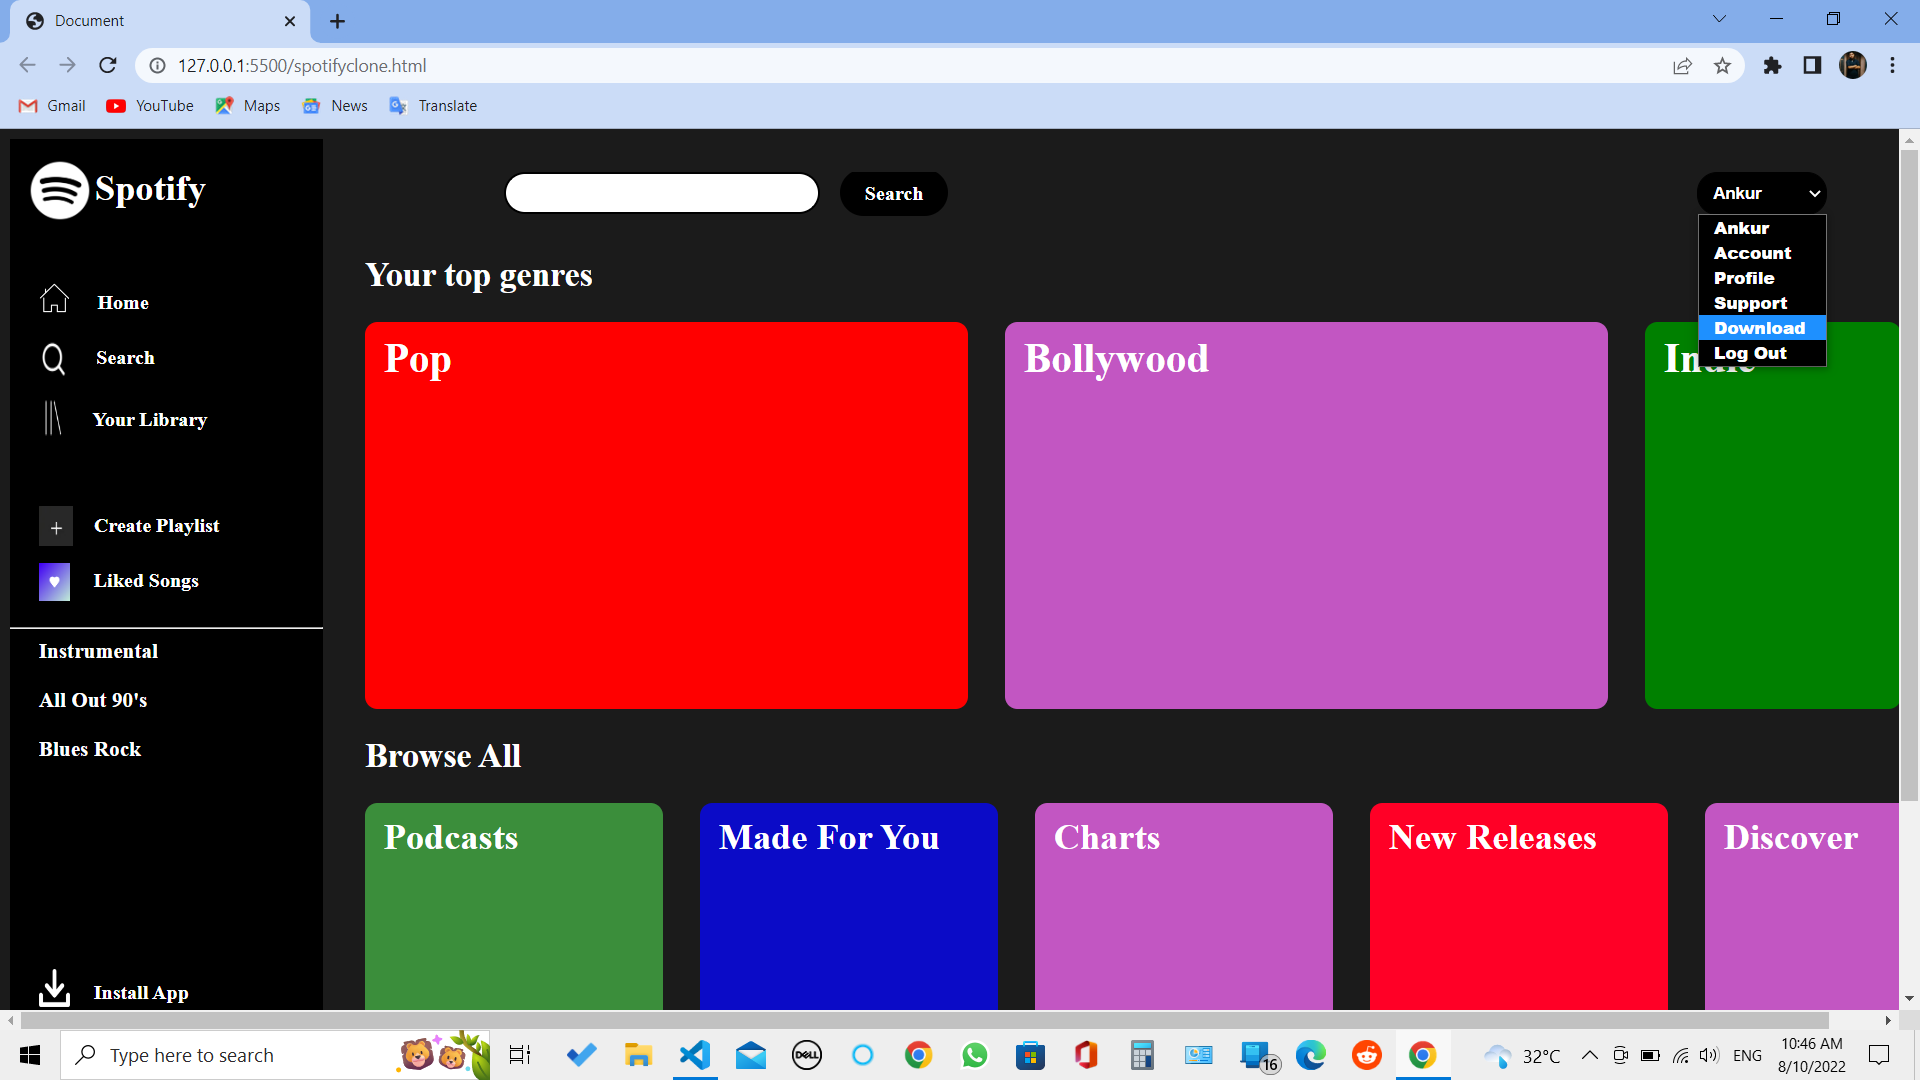 Document
127.0.0.1:5500/spotifyclone.html
Gmail
YouTube
Maps
News
Translate
Spotify
Search
Ankur
Ankur
Account
Profile
Support
Download
Log Out
Home
Search
Your Library
Create Playlist
Liked Songs
Instrumental
All Out 90's
Blues Rock
Install App
Your top genres
Pop
Bollywood
Browse All
Podcasts
Made For You
Charts
New Releases
Discover
Type here to search
DELL
16
32°C
ENG
10:46 AM
8/10/2022